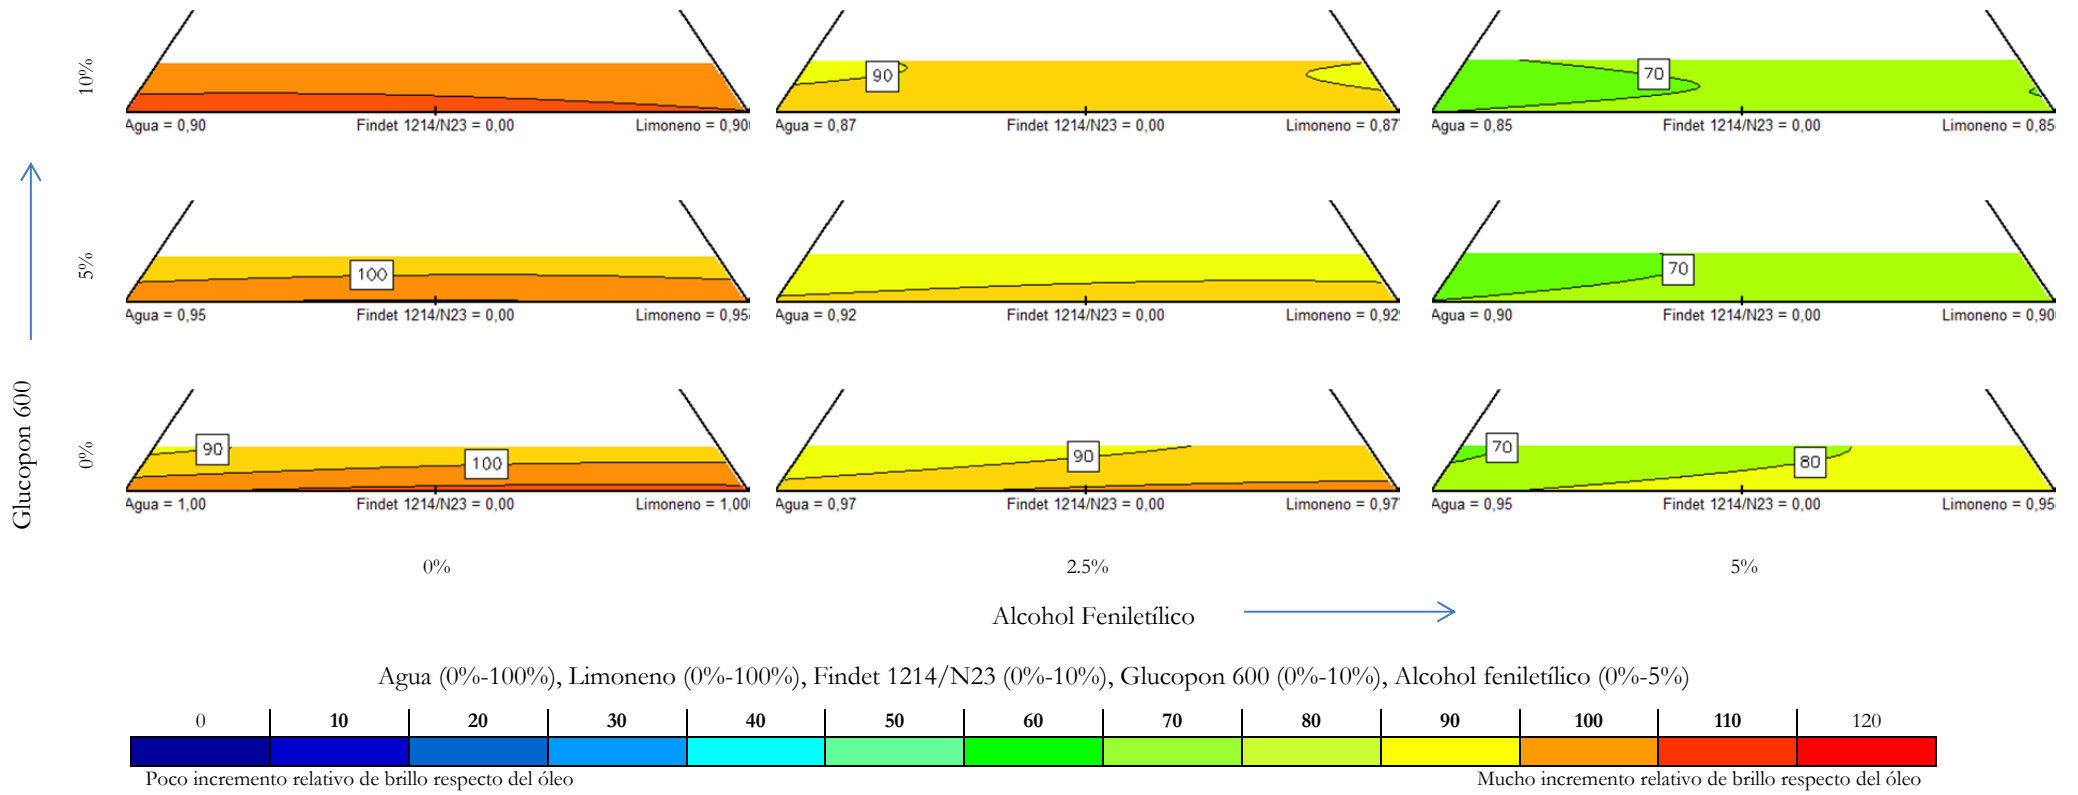 10%
90
70
Agua = 0,90 Findet 1214/N23 = 0,00 Limoneno = 0,90
Agua = 0,87 Findet 1214/N23 = 0,00 Limoneno = 0,87
Agua = 0,85 Findet 1214/N23 = 0,00 Limoneno = 0,85
5%
100
70
Agua = 0,95 Findet 1214/N23 = 0,00 Limoneno = 0,95
Agua = 0,92 Findet 1214/N23 = 0,00 Limoneno = 0,92
Agua = 0,90 Findet 1214/N23 = 0,00 Limoneno = 0,90
Glucopon 600
0%
90
100
90
70
80
Agua = 1,00 Findet 1214/N23 = 0,00 Limoneno = 1,00
Agua = 0,97 Findet 1214/N23 = 0,00 Limoneno = 0,97
Agua = 0,95 Findet 1214/N23 = 0,00 Limoneno = 0,95
0% 2.5% 5%
Alcohol Feniletílico
Agua (0%-100%), Limoneno (0%-100%), Findet 1214/N23 (0%-10%), Glucopon 600 (0%-10%), Alcohol feniletílico (0%-5%)
0 10 20 30 40 50 60 70 80 90 100 110 120
Poco incremento relativo de brillo respecto del óleo
Mucho incremento relativo de brillo respecto del óleo